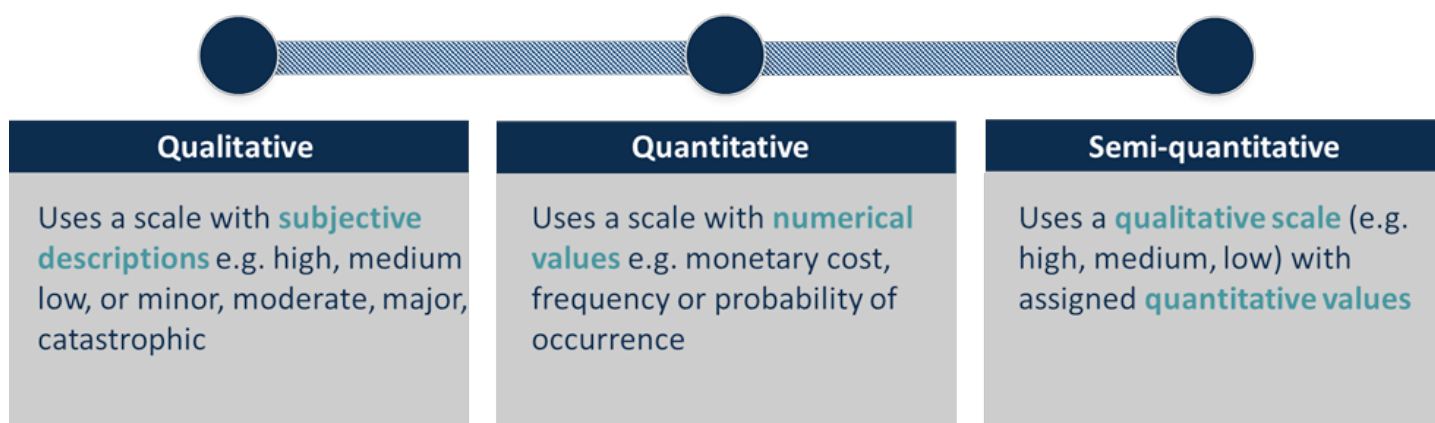 Qualitative
Uses a scale with subjective
descriptions e.g. high, medium
low, or minor, moderate, major,
catastrophic
Quantitative
Uses a scale with numerical
values e.g. monetary cost,
frequency or probability of
occurrence
Semi-quantitative
Uses a qualitative scale (e.g.
high, medium, low) with
assigned quantitative values